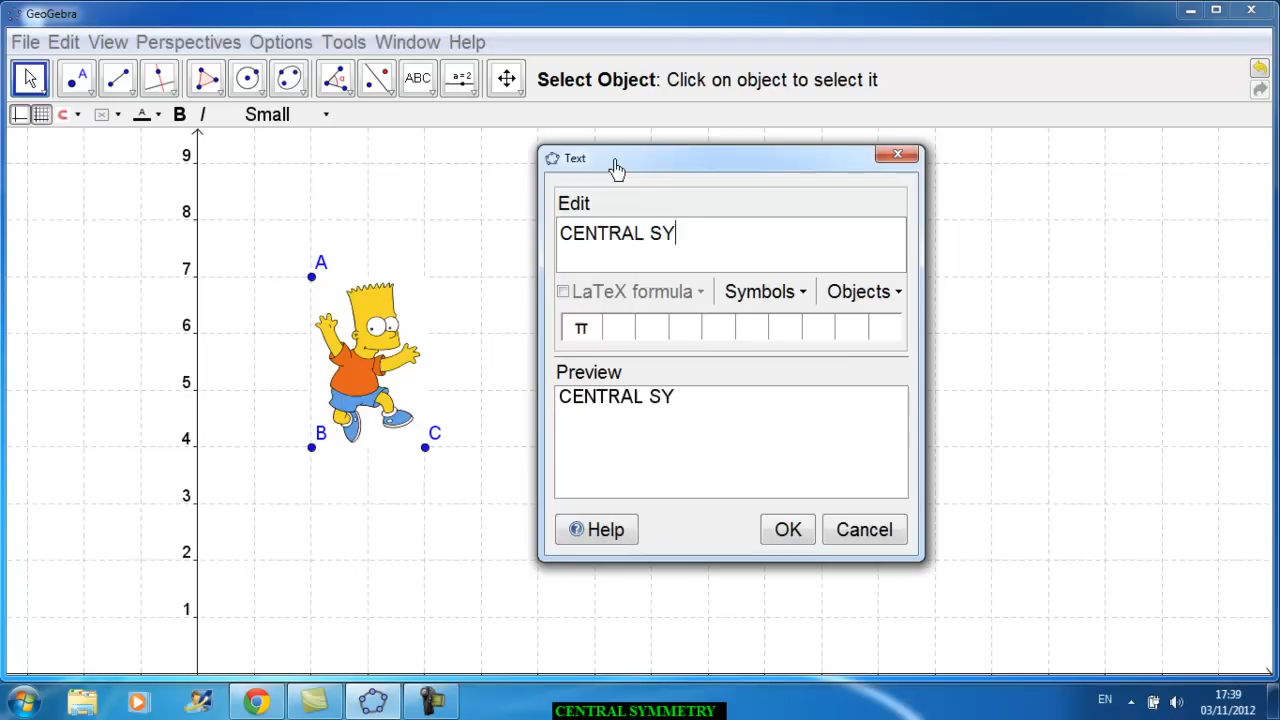 GeoGebra
File Edit View Perspectives Options Tools Window Help
A α ABC a=2 Select Object: Click on object to select it
A B I Small
9
8
7
6
5
4
3
2
1
A
B
C
Text
Edit
CENTRAL SY
LaTeX formula Symbols Objects
π
Preview
CENTRAL SY
Help OK Cancel
EN
17:39
03/11/2012
CENTRAL SYMMETRY